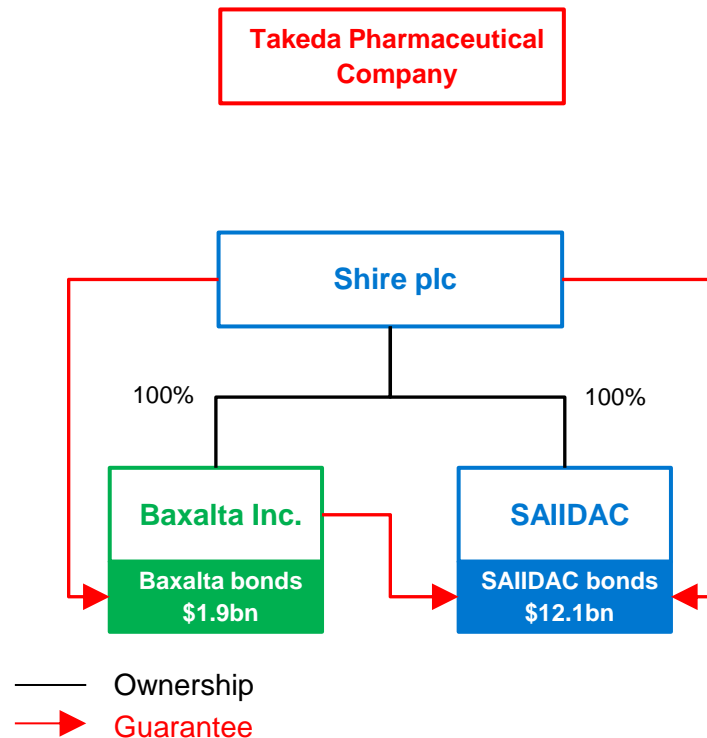 Takeda Pharmaceutical
Company
Shire plc
100%
100%
Baxalta Inc.
SAIIDAC
Baxalta bonds
$1.9bn
SAIIDAC bonds
$12.1bn
Ownership
Guarantee